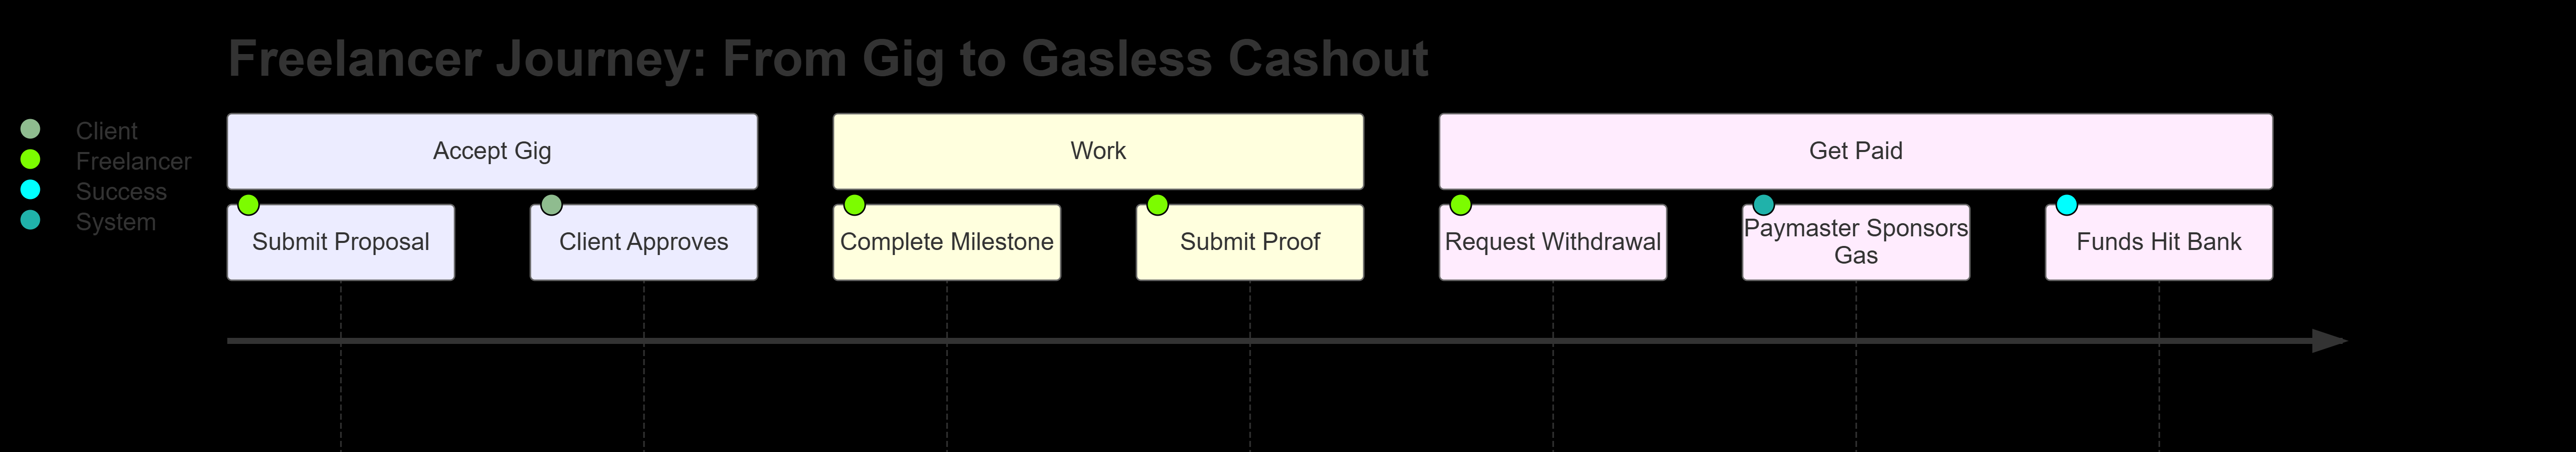 Freelancer Journey: From Gig to Gasless Cashout
Client
Freelancer
Success
System
Accept Gig
Work
Get Paid
Submit Proposal
Client Approves
Complete Milestone
Submit Proof
Request Withdrawal
Paymaster Sponsors
Gas
Funds Hit Bank